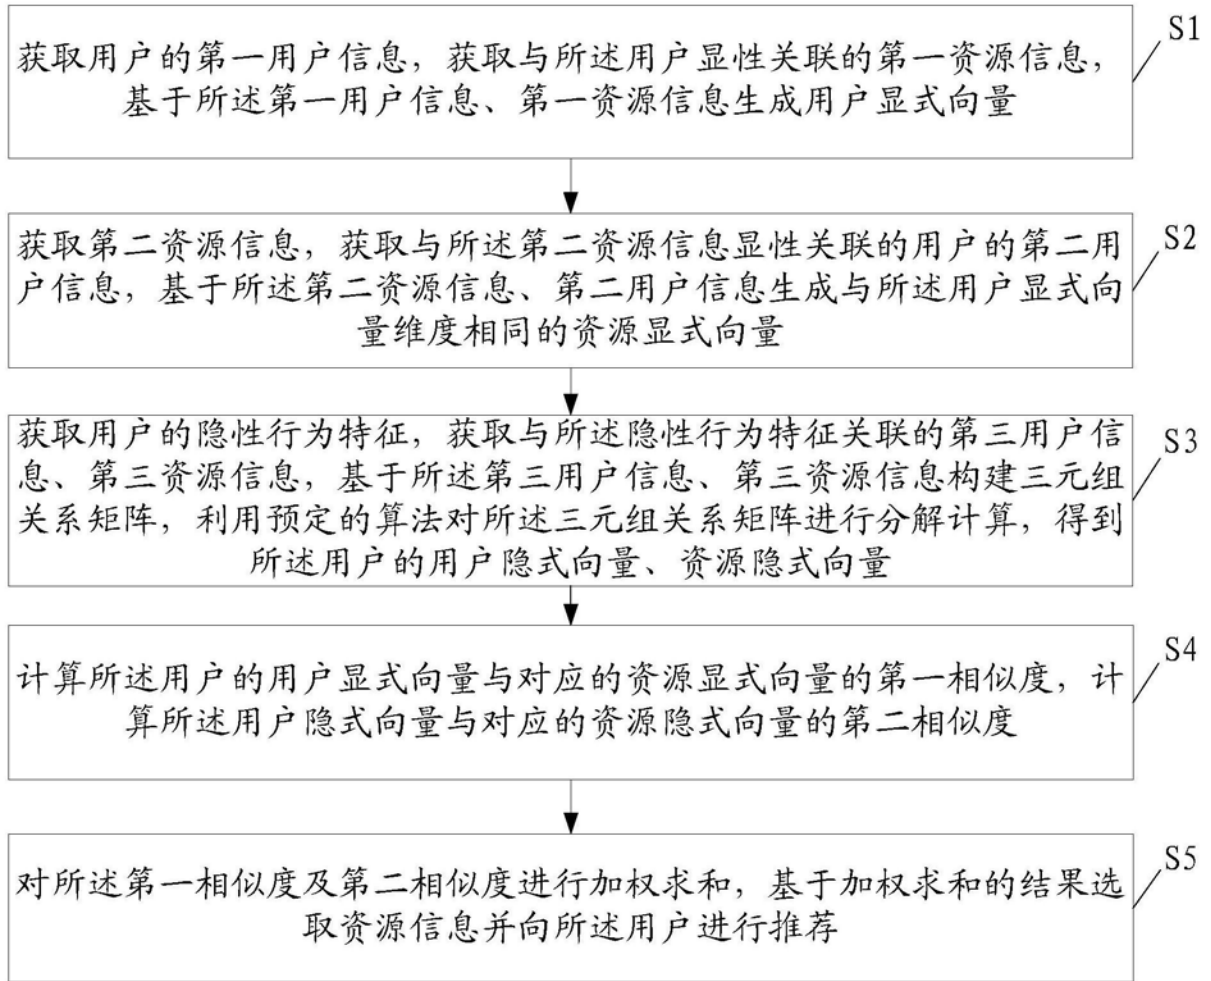 获取用户的第一用户信息，获取与所述用户显性关联的第一资源信息，
基于所述第一用户信息、第一资源信息生成用户显式向量
S1
获取第二资源信息，获取与所述第二资源信息显性关联的用户的第二用
户信息，基于所述第二资源信息、第二用户信息生成与所述用户显式向
量维度相同的资源显式向量
S2
获取用户的隐性行为特征，获取与所述隐性行为特征关联的第三用户信
息、第三资源信息，基于所述第三用户信息、第三资源信息构建三元组
关系矩阵，利用预定的算法对所述三元组关系矩阵进行分解计算，得到
所述用户的用户隐式向量、资源隐式向量
S3
计算所述用户的用户显式向量与对应的资源显式向量的第一相似度，计
算所述用户隐式向量与对应的资源隐式向量的第二相似度
S4
对所述第一相似度及第二相似度进行加权求和，基于加权求和的结果选
取资源信息并向所述用户进行推荐
S5